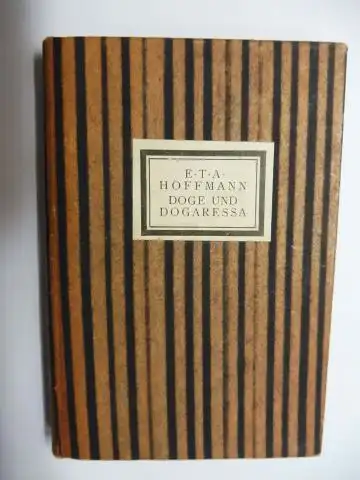 E·T·A·
HOFFMANN
DOGE UND
DOGARESSA